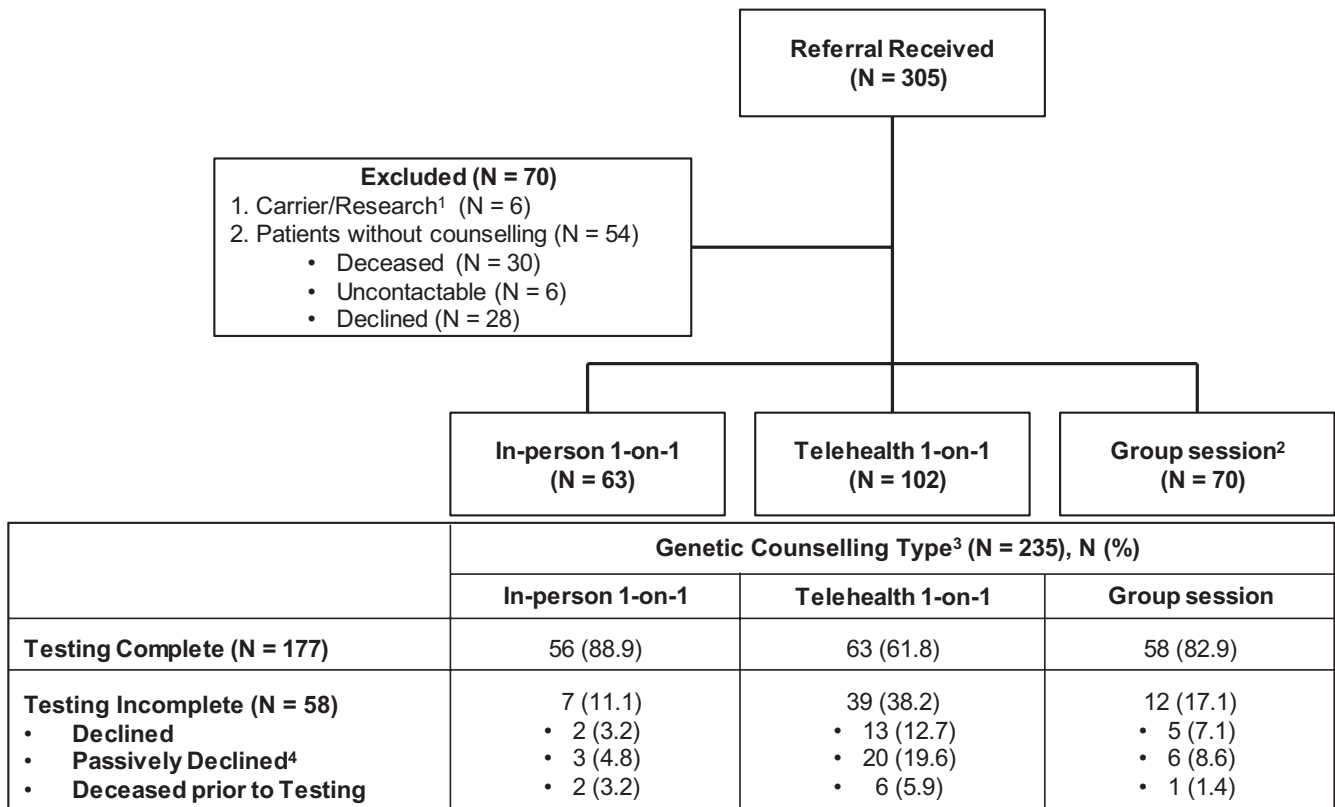 Referral Received
(N = 305)
Excluded (N = 70)
1. Carrier/Research¹ (N = 6)
2. Patients without counselling (N = 54)
• Deceased (N = 30)
• Uncontactable (N = 6)
• Declined (N = 28)
In-person 1-on-1
(N = 63)
Telehealth 1-on-1
(N = 102)
Group session²
(N = 70)
Genetic Counselling Type³ (N = 235), N (%)
In-person 1-on-1 Telehealth 1-on-1 Group session
Testing Complete (N = 177) 56 (88.9) 63 (61.8) 58 (82.9)
Testing Incomplete (N = 58) 7 (11.1) 39 (38.2) 12 (17.1)
• Declined • 2 (3.2) • 13 (12.7) • 5 (7.1)
• Passively Declined⁴ • 3 (4.8) • 20 (19.6) • 6 (8.6)
• Deceased prior to Testing • 2 (3.2) • 6 (5.9) • 1 (1.4)